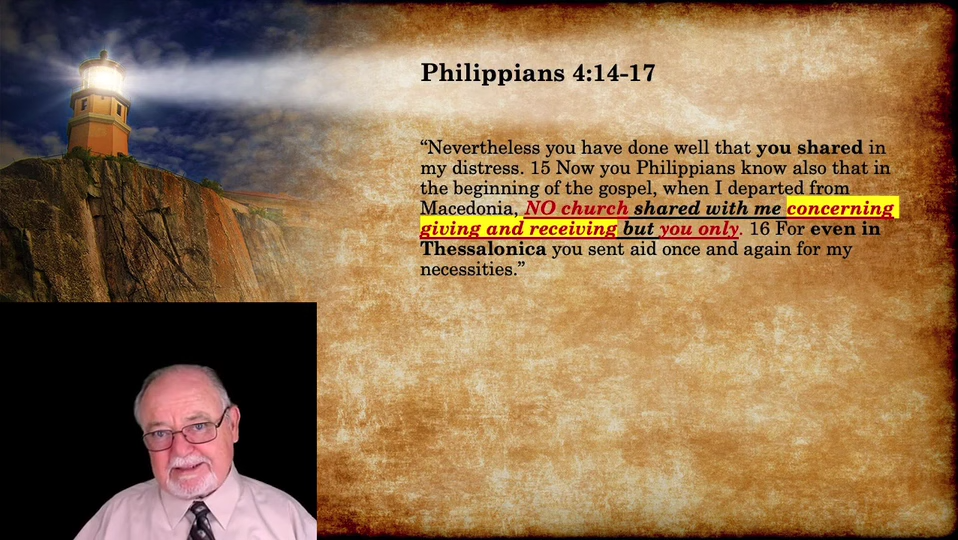 Philippians 4:14-17
“Nevertheless you have done well that you shared in
my distress. 15 Now you Philippians know also that in
the beginning of the gospel, when I departed from
Macedonia, NO church shared with me concerning
giving and receiving but you only. 16 For even in
Thessalonica you sent aid once and again for my
necessities.”